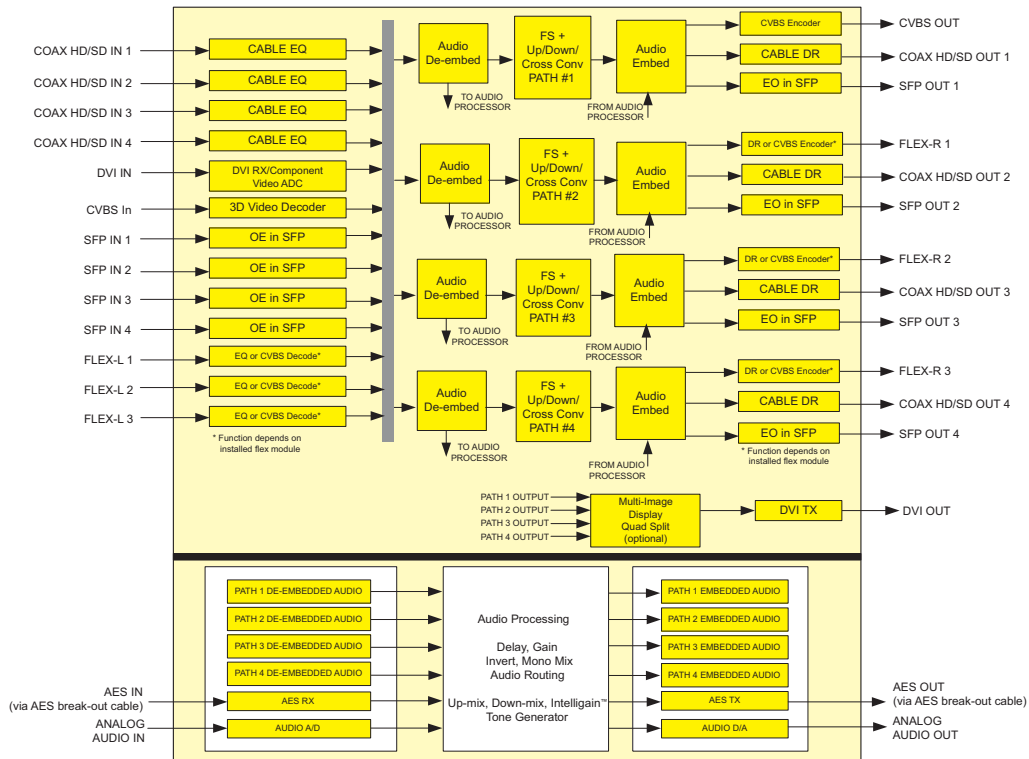 COAX HD/SD IN 1
CABLE EQ
COAX HD/SD IN 2
CABLE EQ
COAX HD/SD IN 3
CABLE EQ
COAX HD/SD IN 4
CABLE EQ
DVI IN
DVI RX/Component
Video ADC
CVBS In
3D Video Decoder
SFP IN 1
OE in SFP
SFP IN 2
OE in SFP
SFP IN 3
OE in SFP
SFP IN 4
OE in SFP
FLEX-L 1
EQ or CVBS Decode*
FLEX-L 2
EQ or CVBS Decode*
FLEX-L 3
EQ or CVBS Decode*
* Function depends on
installed flex module
Audio
De-embed
TO AUDIO
PROCESSOR
FS +
Up/Down/
Cross Conv
PATH #1
Audio
Embed
FROM AUDIO
PROCESSOR
CVBS Encoder
CVBS OUT
CABLE DR
COAX HD/SD OUT 1
EO in SFP
SFP OUT 1
Audio
De-embed
TO AUDIO
PROCESSOR
FS +
Up/Down/
Cross Conv
PATH #2
Audio
Embed
FROM AUDIO
PROCESSOR
DR or CVBS Encoder*
FLEX-R 1
CABLE DR
COAX HD/SD OUT 2
EO in SFP
SFP OUT 2
Audio
De-embed
TO AUDIO
PROCESSOR
FS +
Up/Down/
Cross Conv
PATH #3
Audio
Embed
FROM AUDIO
PROCESSOR
DR or CVBS Encoder*
FLEX-R 2
CABLE DR
COAX HD/SD OUT 3
EO in SFP
SFP OUT 3
Audio
De-embed
TO AUDIO
PROCESSOR
FS +
Up/Down/
Cross Conv
PATH #4
Audio
Embed
FROM AUDIO
PROCESSOR
DR or CVBS Encoder*
FLEX-R 3
CABLE DR
COAX HD/SD OUT 4
EO in SFP
SFP OUT 4
* Function depends on
installed flex module
PATH 1 OUTPUT
PATH 2 OUTPUT
PATH 3 OUTPUT
PATH 4 OUTPUT
Multi-Image
Display
Quad Split
(optional)
DVI TX
DVI OUT
PATH 1 DE-EMBEDDED AUDIO
PATH 2 DE-EMBEDDED AUDIO
PATH 3 DE-EMBEDDED AUDIO
PATH 4 DE-EMBEDDED AUDIO
AES IN
(via AES break-out cable)
AES RX
ANALOG
AUDIO IN
AUDIO A/D
Audio Processing
Delay, Gain
Invert, Mono Mix
Audio Routing
Up-mix, Down-mix, Intelligain™
Tone Generator
PATH 1 EMBEDDED AUDIO
PATH 2 EMBEDDED AUDIO
PATH 3 EMBEDDED AUDIO
PATH 4 EMBEDDED AUDIO
AES TX
AES OUT
(via AES break-out cable)
AUDIO D/A
ANALOG
AUDIO OUT